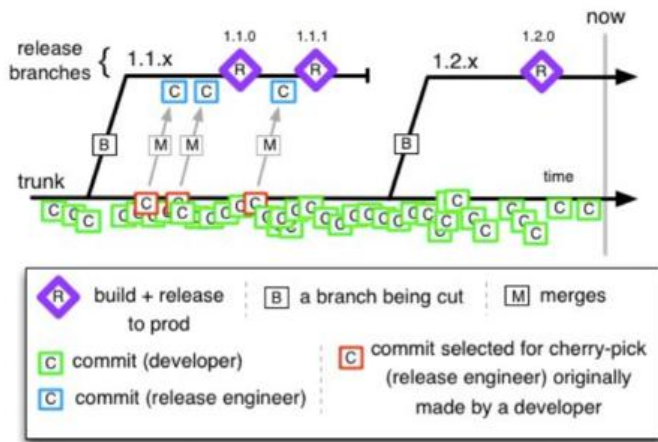 now
1.1.0 1.1.1 1.2.0
release
branches { 1.1.x R R 1.2.x R
C C C
B M M M B
trunk time
C C C C C C C C C C C C C C C C C C C C C C C C C C C
R build + release
to prod
B a branch being cut
M merges
C commit (developer)
C commit (release engineer)
C commit selected for cherry-pick
(release engineer) originally
made by a developer